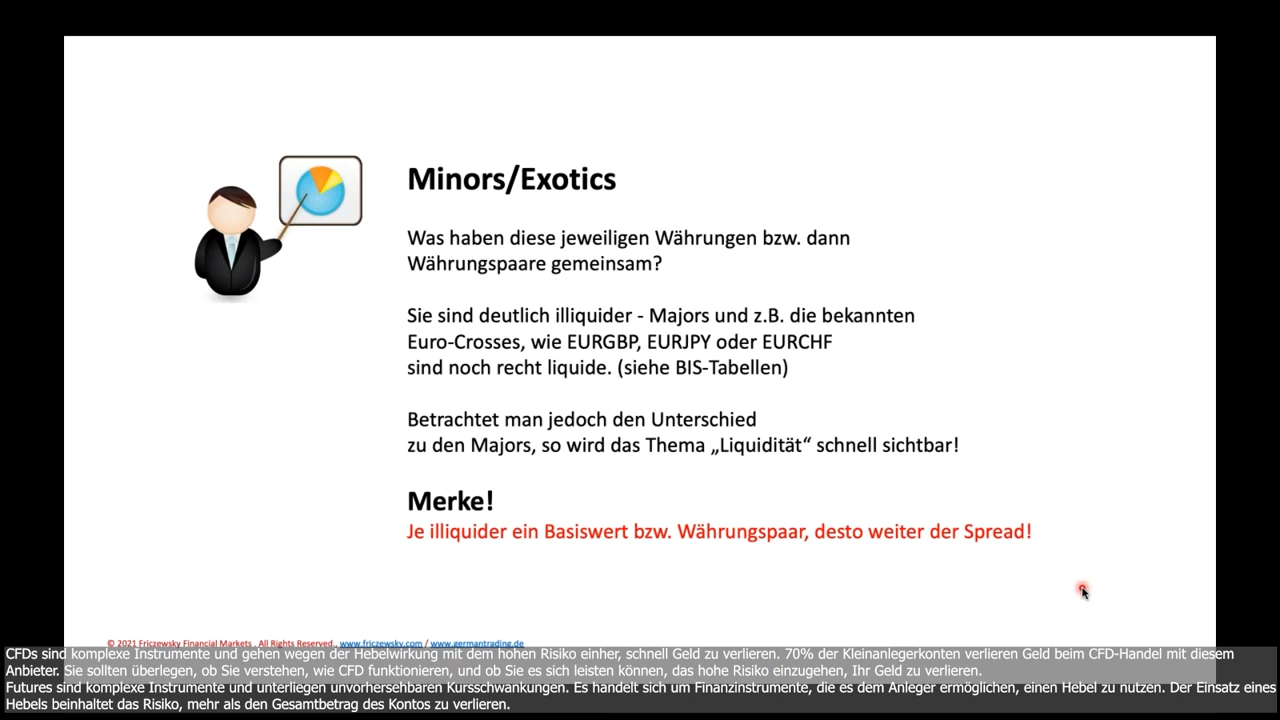 Minors/Exotics
Was haben diese jeweiligen Währungen bzw. dann
Währungspaare gemeinsam?
Sie sind deutlich illiquider - Majors und z.B. die bekannten
Euro-Crosses, wie EURGBP, EURJPY oder EURCHF
sind noch recht liquide. (siehe BIS-Tabellen)
Betrachtet man jedoch den Unterschied
zu den Majors, so wird das Thema „Liquidität“ schnell sichtbar!
Merke!
Je illiquider ein Basiswert bzw. Währungspaar, desto weiter der Spread!
© 2021 Friczewsky Financial Markets . All Rights Reserved . www.friczewsky.com / www.germantrading.de
CFDs sind komplexe Instrumente und gehen wegen der Hebelwirkung mit dem hohen Risiko einher, schnell Geld zu verlieren. 70% der Kleinanlegerkonten verlieren Geld beim CFD-Handel mit diesem
Anbieter. Sie sollten überlegen, ob Sie verstehen, wie CFD funktionieren, und ob Sie es sich leisten können, das hohe Risiko einzugehen, Ihr Geld zu verlieren.
Futures sind komplexe Instrumente und unterliegen unvorhersehbaren Kursschwankungen. Es handelt sich um Finanzinstrumente, die es dem Anleger ermöglichen, einen Hebel zu nutzen. Der Einsatz eines
Hebels beinhaltet das Risiko, mehr als den Gesamtbetrag des Kontos zu verlieren.